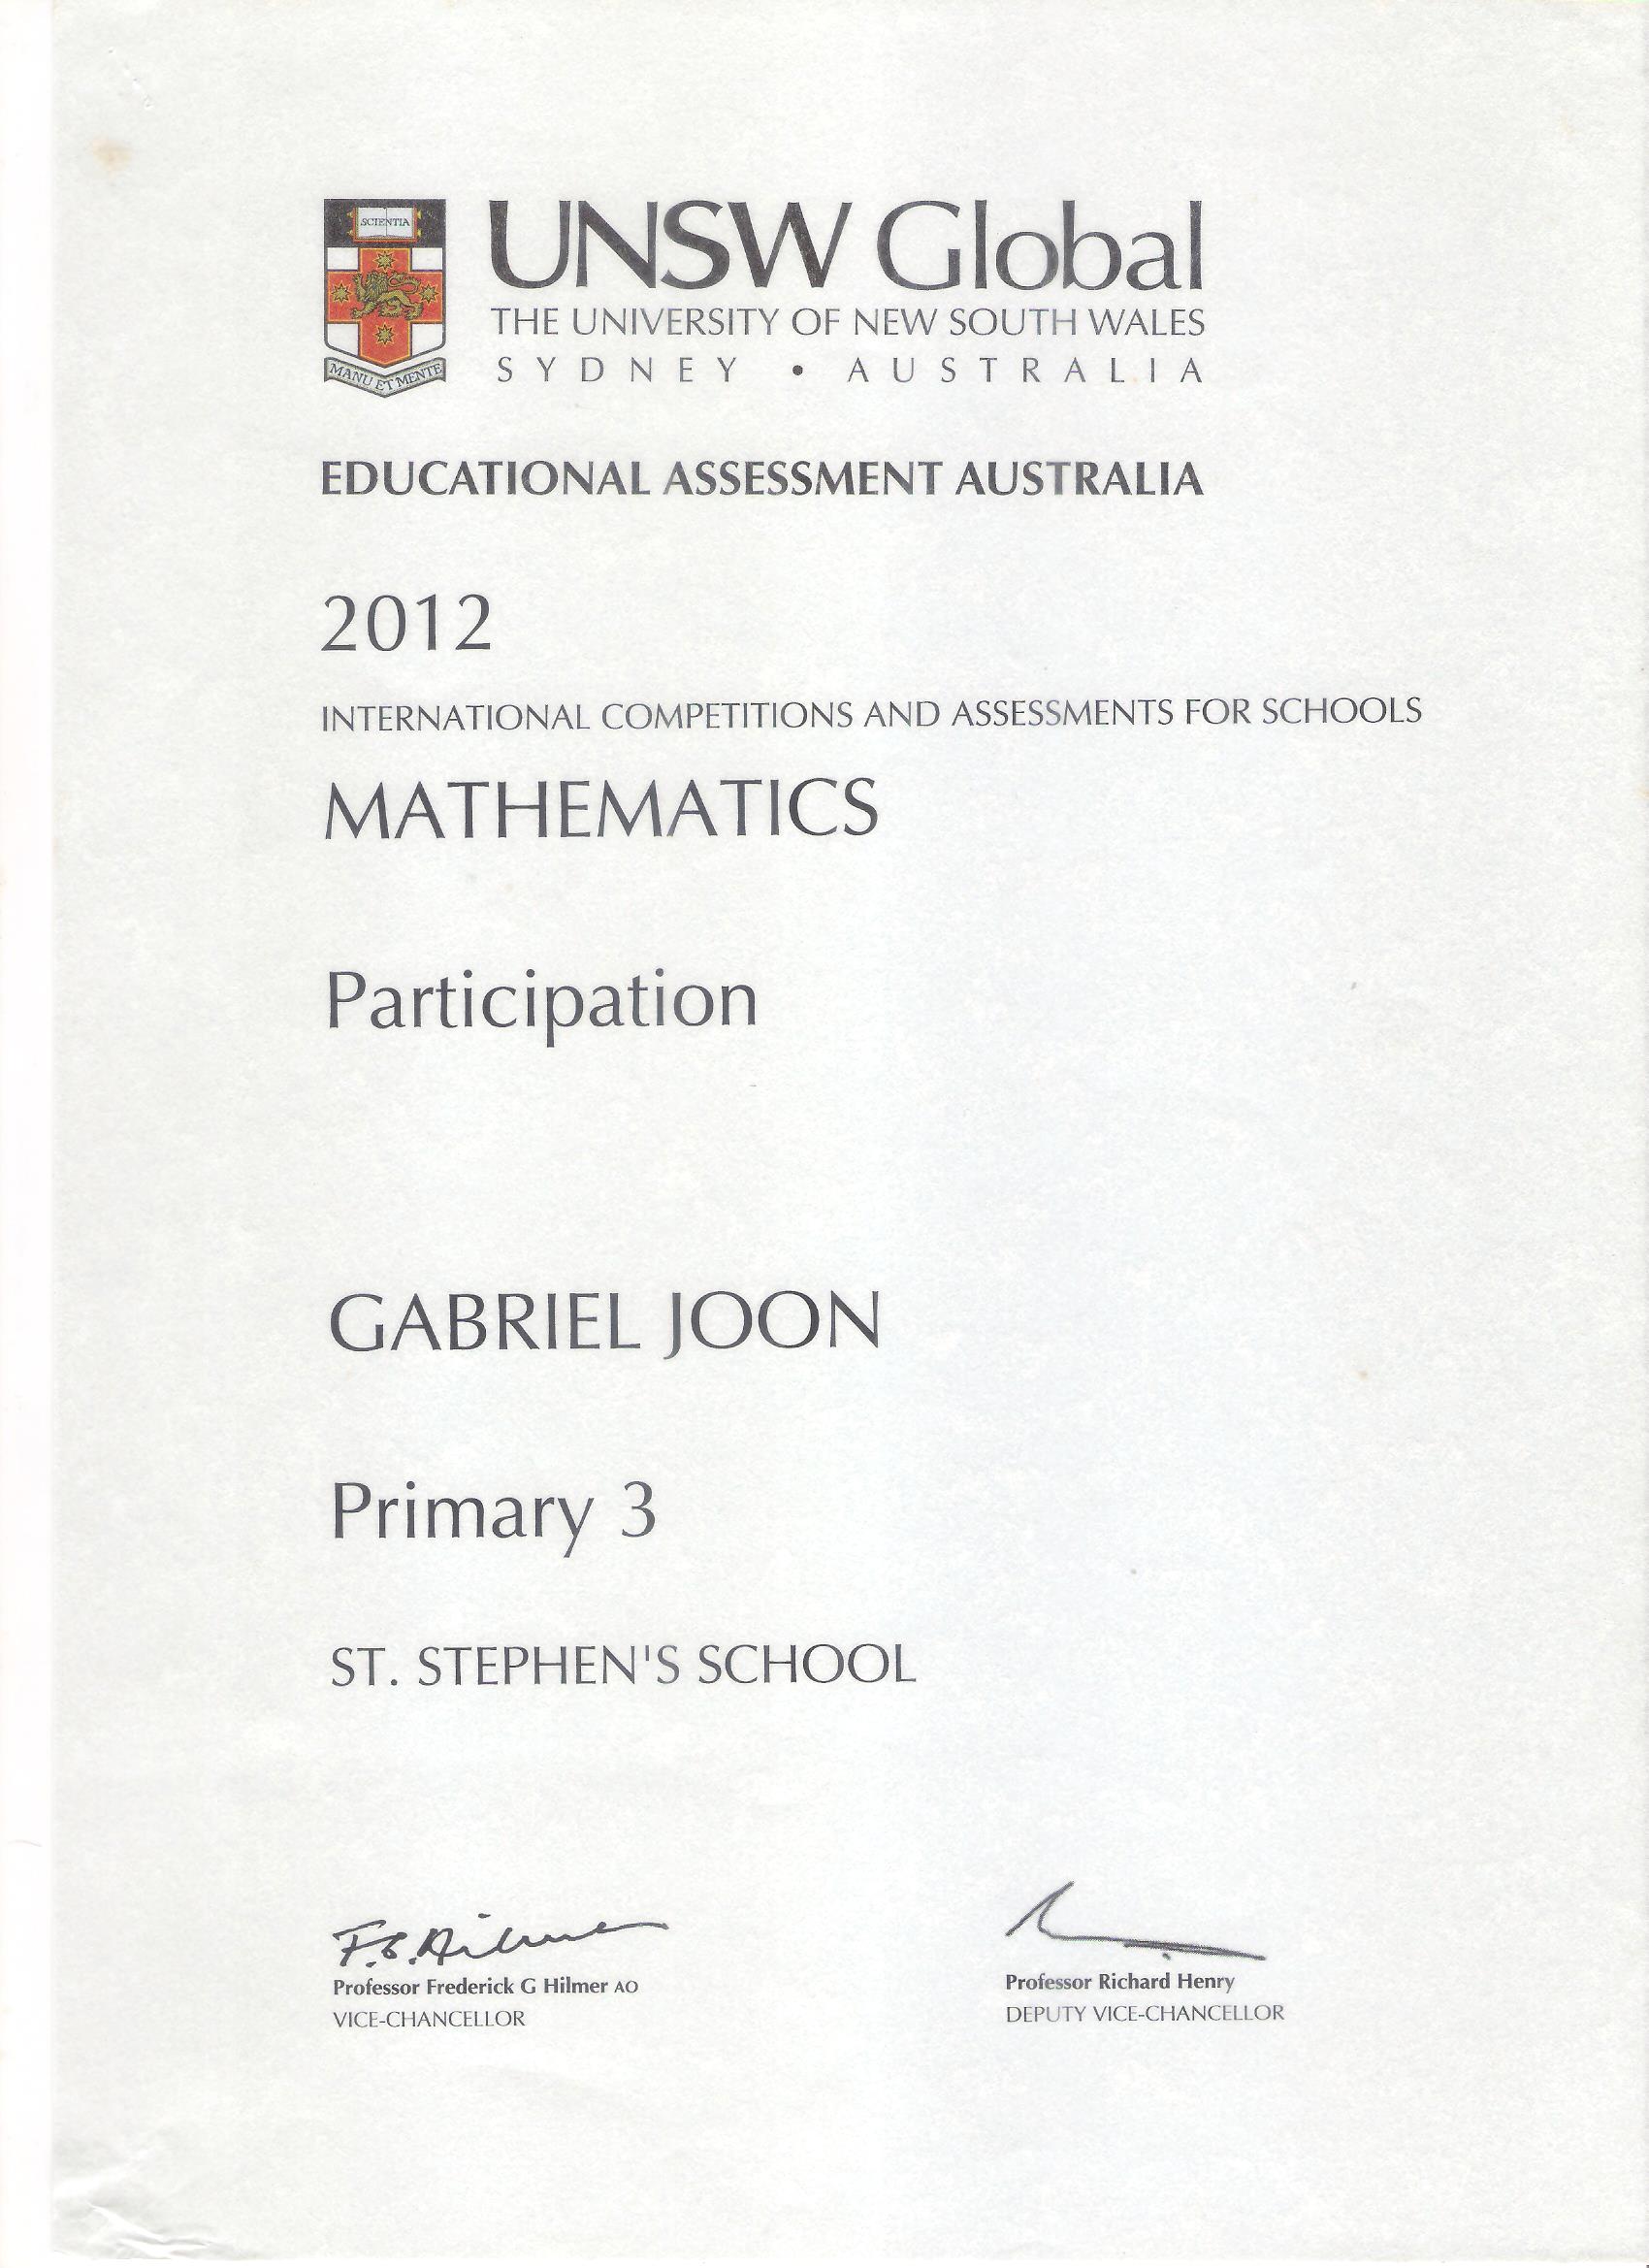 SCIENTIA
MANU ET MENTE
UNSW Global
THE UNIVERSITY OF NEW SOUTH WALES
SYDNEY • AUSTRALIA
EDUCATIONAL ASSESSMENT AUSTRALIA
2012
INTERNATIONAL COMPETITIONS AND ASSESSMENTS FOR SCHOOLS
MATHEMATICS
Participation
GABRIEL JOON
Primary 3
ST. STEPHEN'S SCHOOL
F.G. Hilmer
Professor Frederick G Hilmer AO
VICE-CHANCELLOR
Professor Richard Henry
DEPUTY VICE-CHANCELLOR